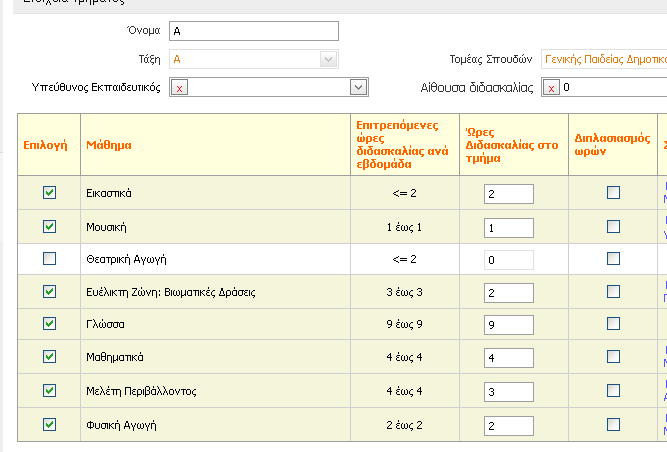 Στοιχεία Τμήματος
Όνομα A
Τάξη A Τομέας Σπουδών Γενικής Παιδείας Δημοτικο
Υπεύθυνος Εκπαιδευτικός x Αίθουσα διδασκαλίας x 0
Επιλογή Μάθημα Επιτρεπόμενες ώρες διδασκαλίας ανά εβδομάδα Ώρες Διδασκαλίας στο τμήμα Διπλασιασμός ωρών
Εικαστικά <= 2 2
Μουσική 1 έως 1 1
Θεατρική Αγωγή <= 2 0
Ευέλικτη Ζώνη: Βιωματικές Δράσεις 3 έως 3 2
Γλώσσα 9 έως 9 9
Μαθηματικά 4 έως 4 4
Μελέτη Περιβάλλοντος 4 έως 4 3
Φυσική Αγωγή 2 έως 2 2